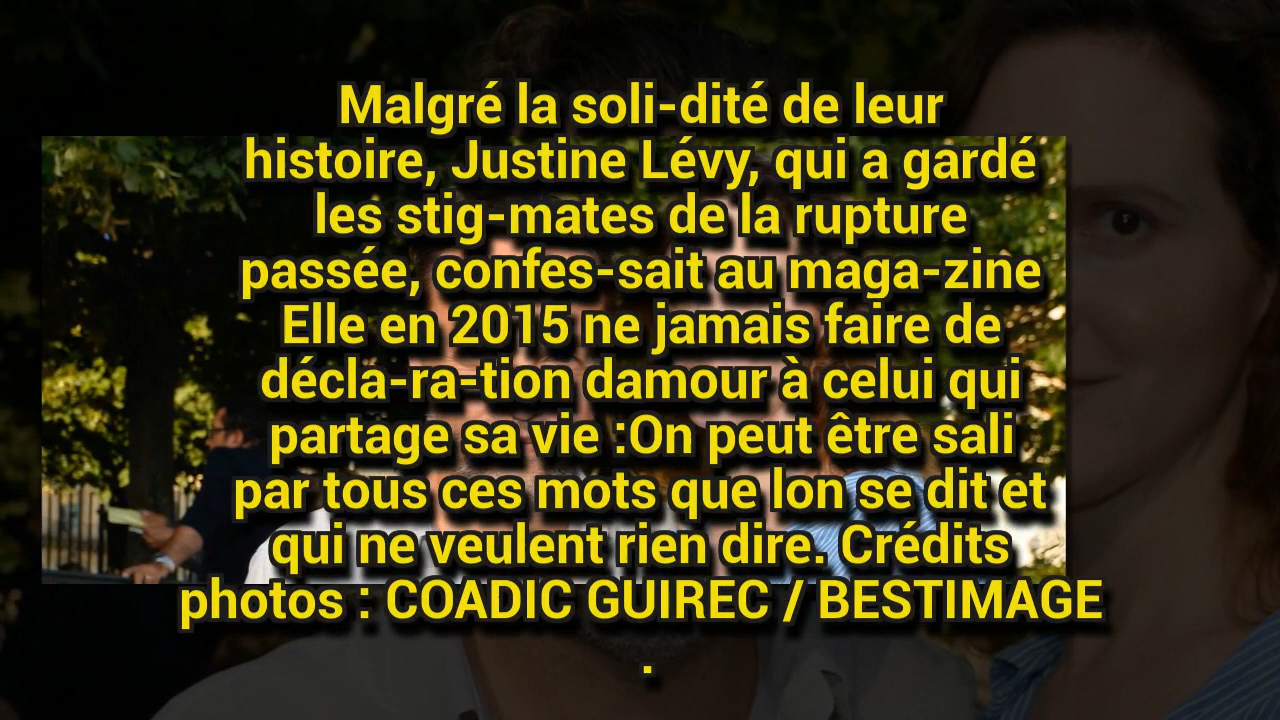 Malgré la soli-dité de leur
histoire, Justine Lévy, qui a gardé
les stig-mates de la rupture
passée, confes-sait au maga-zine
Elle en 2015 ne jamais faire de
décla-ra-tion damour à celui qui
partage sa vie :On peut être sali
par tous ces mots que lon se dit et
qui ne veulent rien dire. Crédits
photos : COADIC GUIREC / BESTIMAGE
.